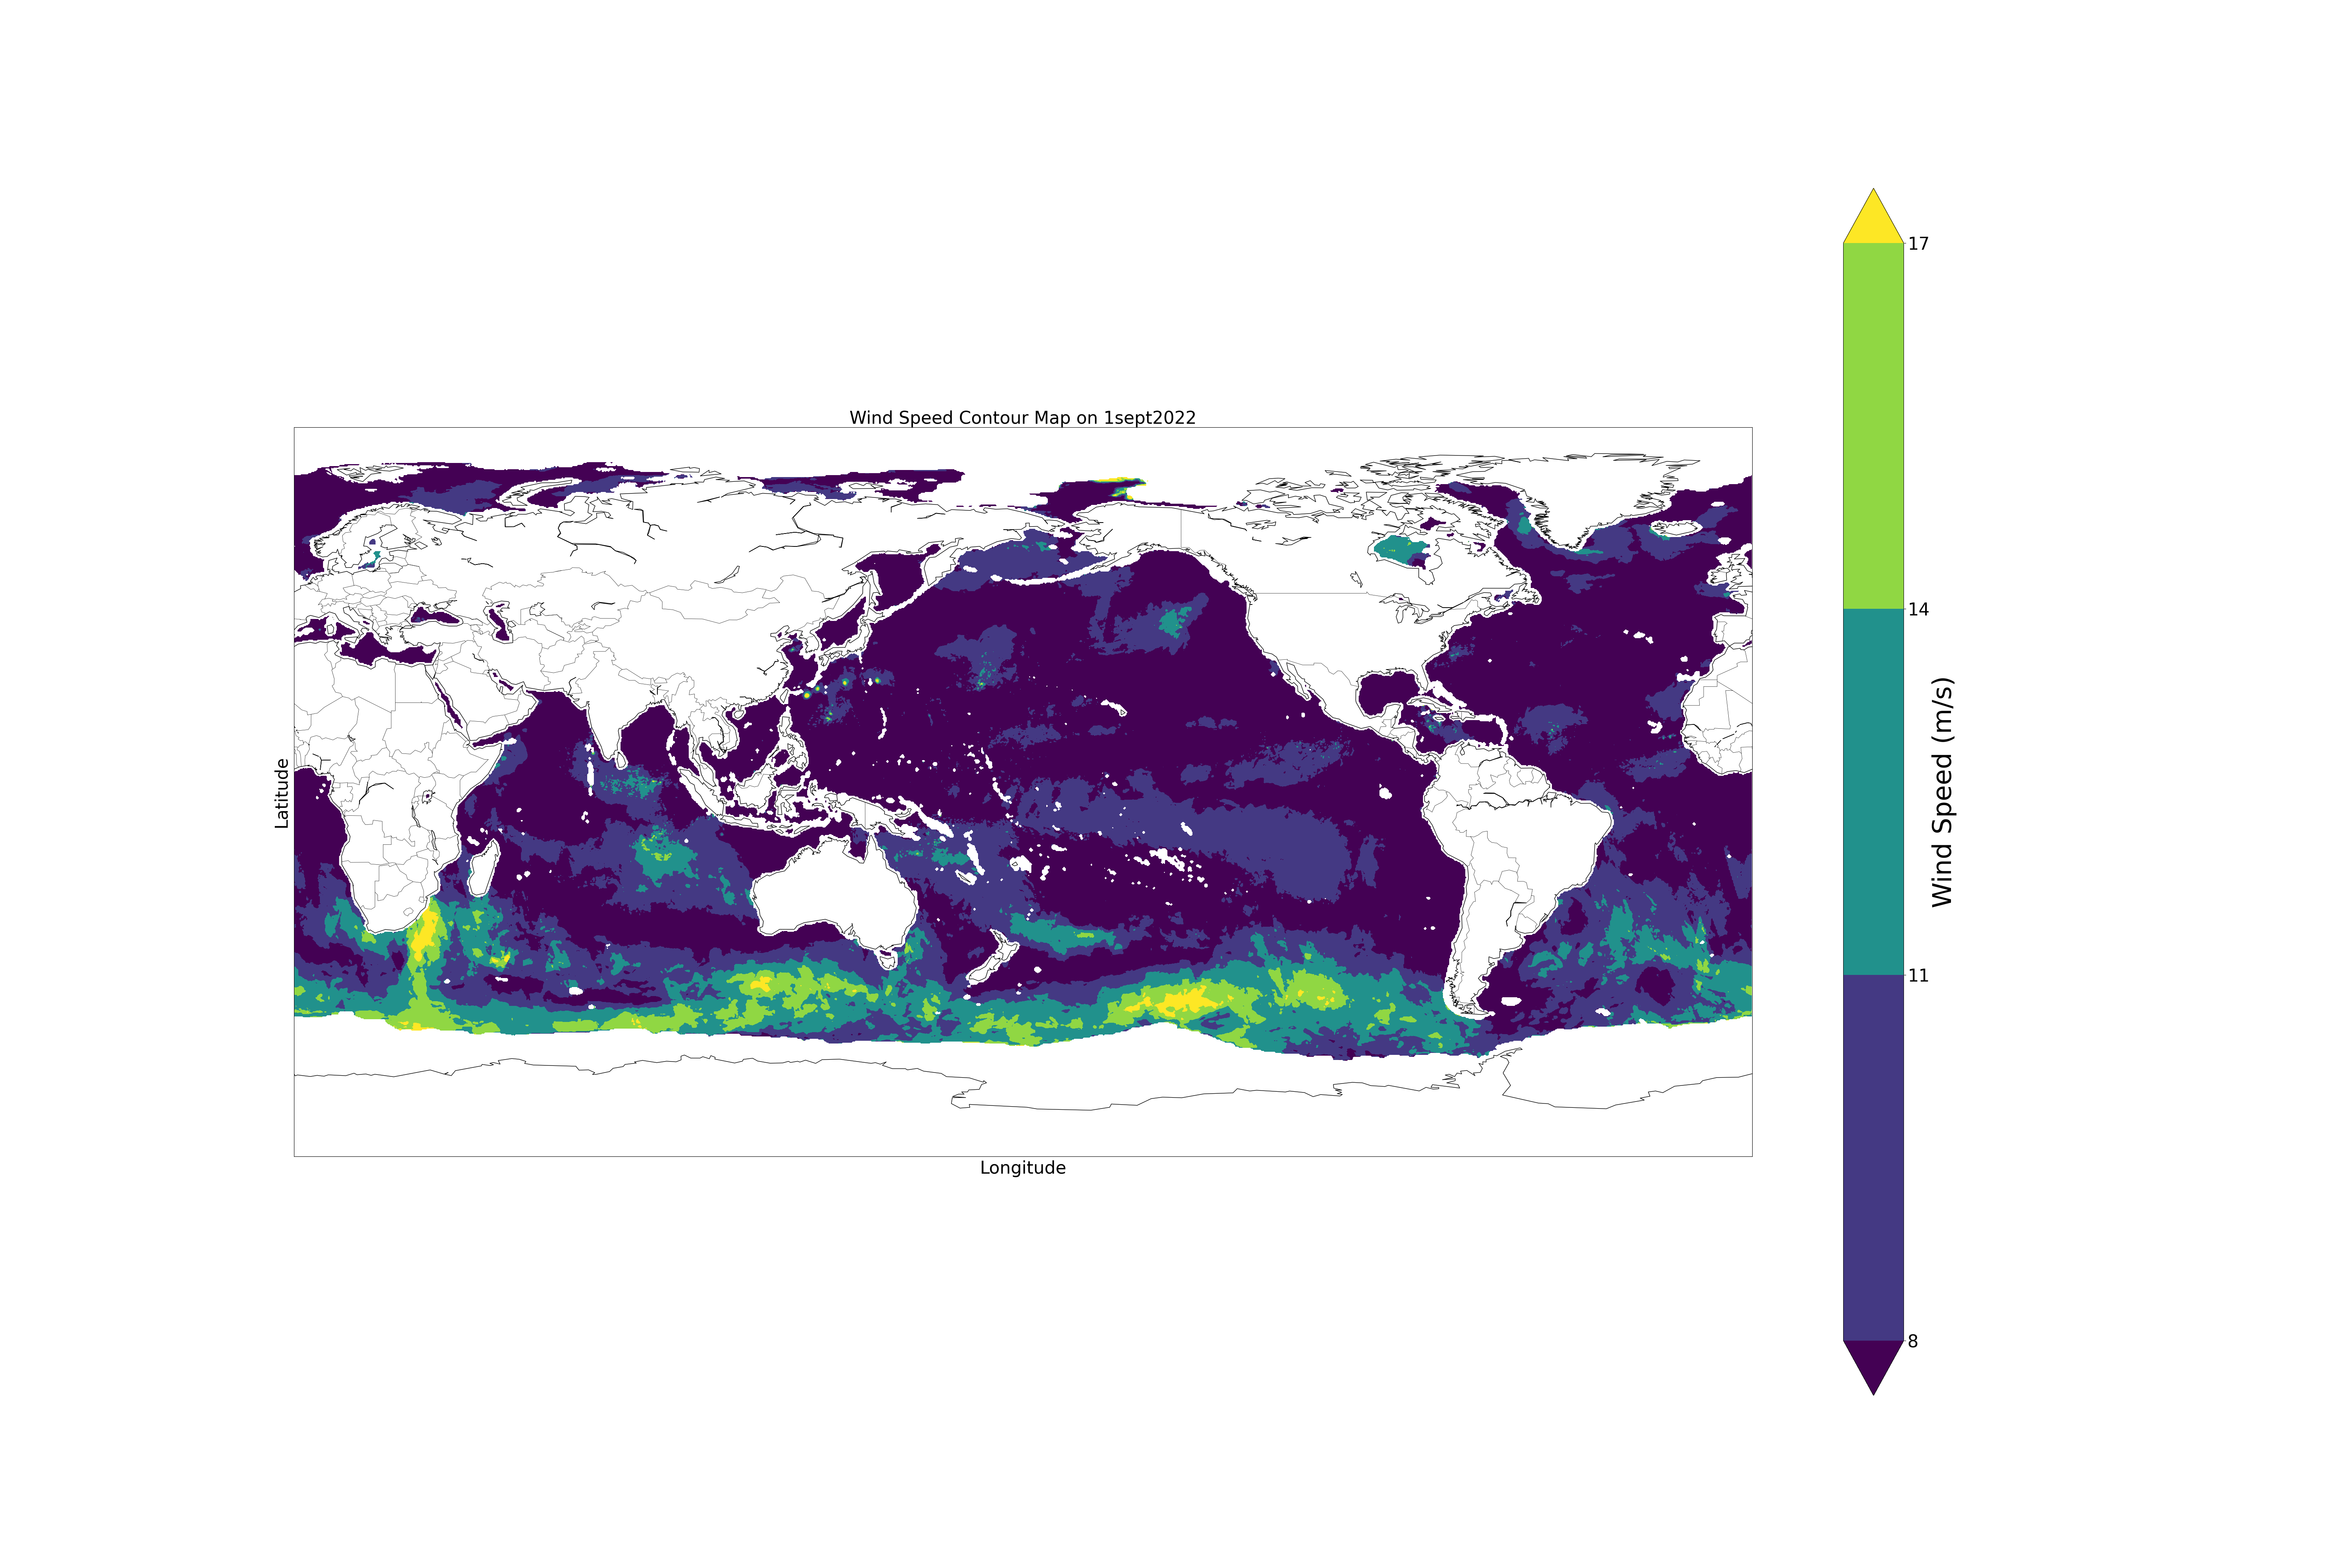 Wind Speed Contour Map on 1sept2022
Latitude
Longitude
17
14
11
8
Wind Speed (m/s)